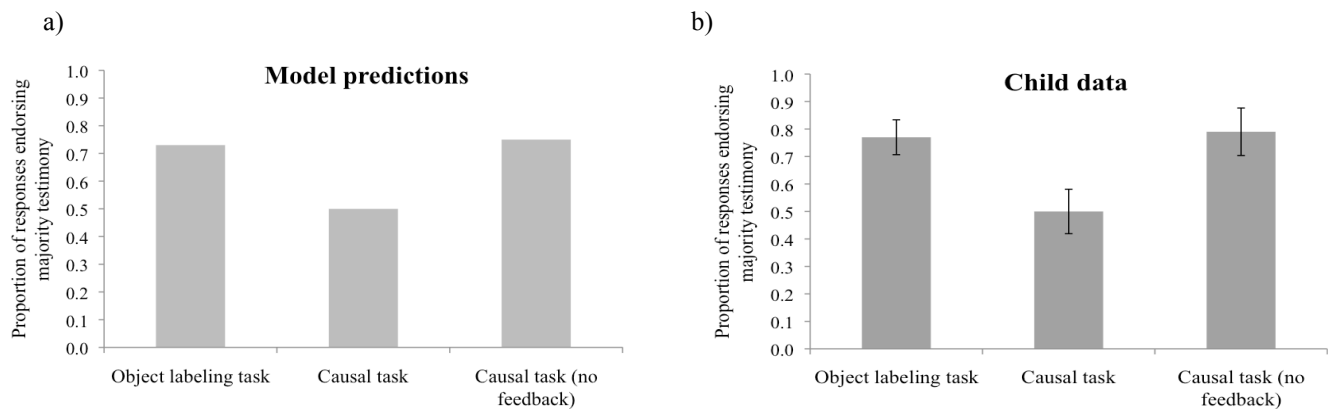 a)
Model predictions
Proportion of responses endorsing
majority testimony
1.0
0.9
0.8
0.7
0.6
0.5
0.4
0.3
0.2
0.1
0.0
Object labeling task
Causal task
Causal task (no
feedback)
b)
Child data
Proportion of responses endorsing
majority testimony
1.0
0.9
0.8
0.7
0.6
0.5
0.4
0.3
0.2
0.1
0.0
Object labeling task
Causal task
Causal task (no
feedback)